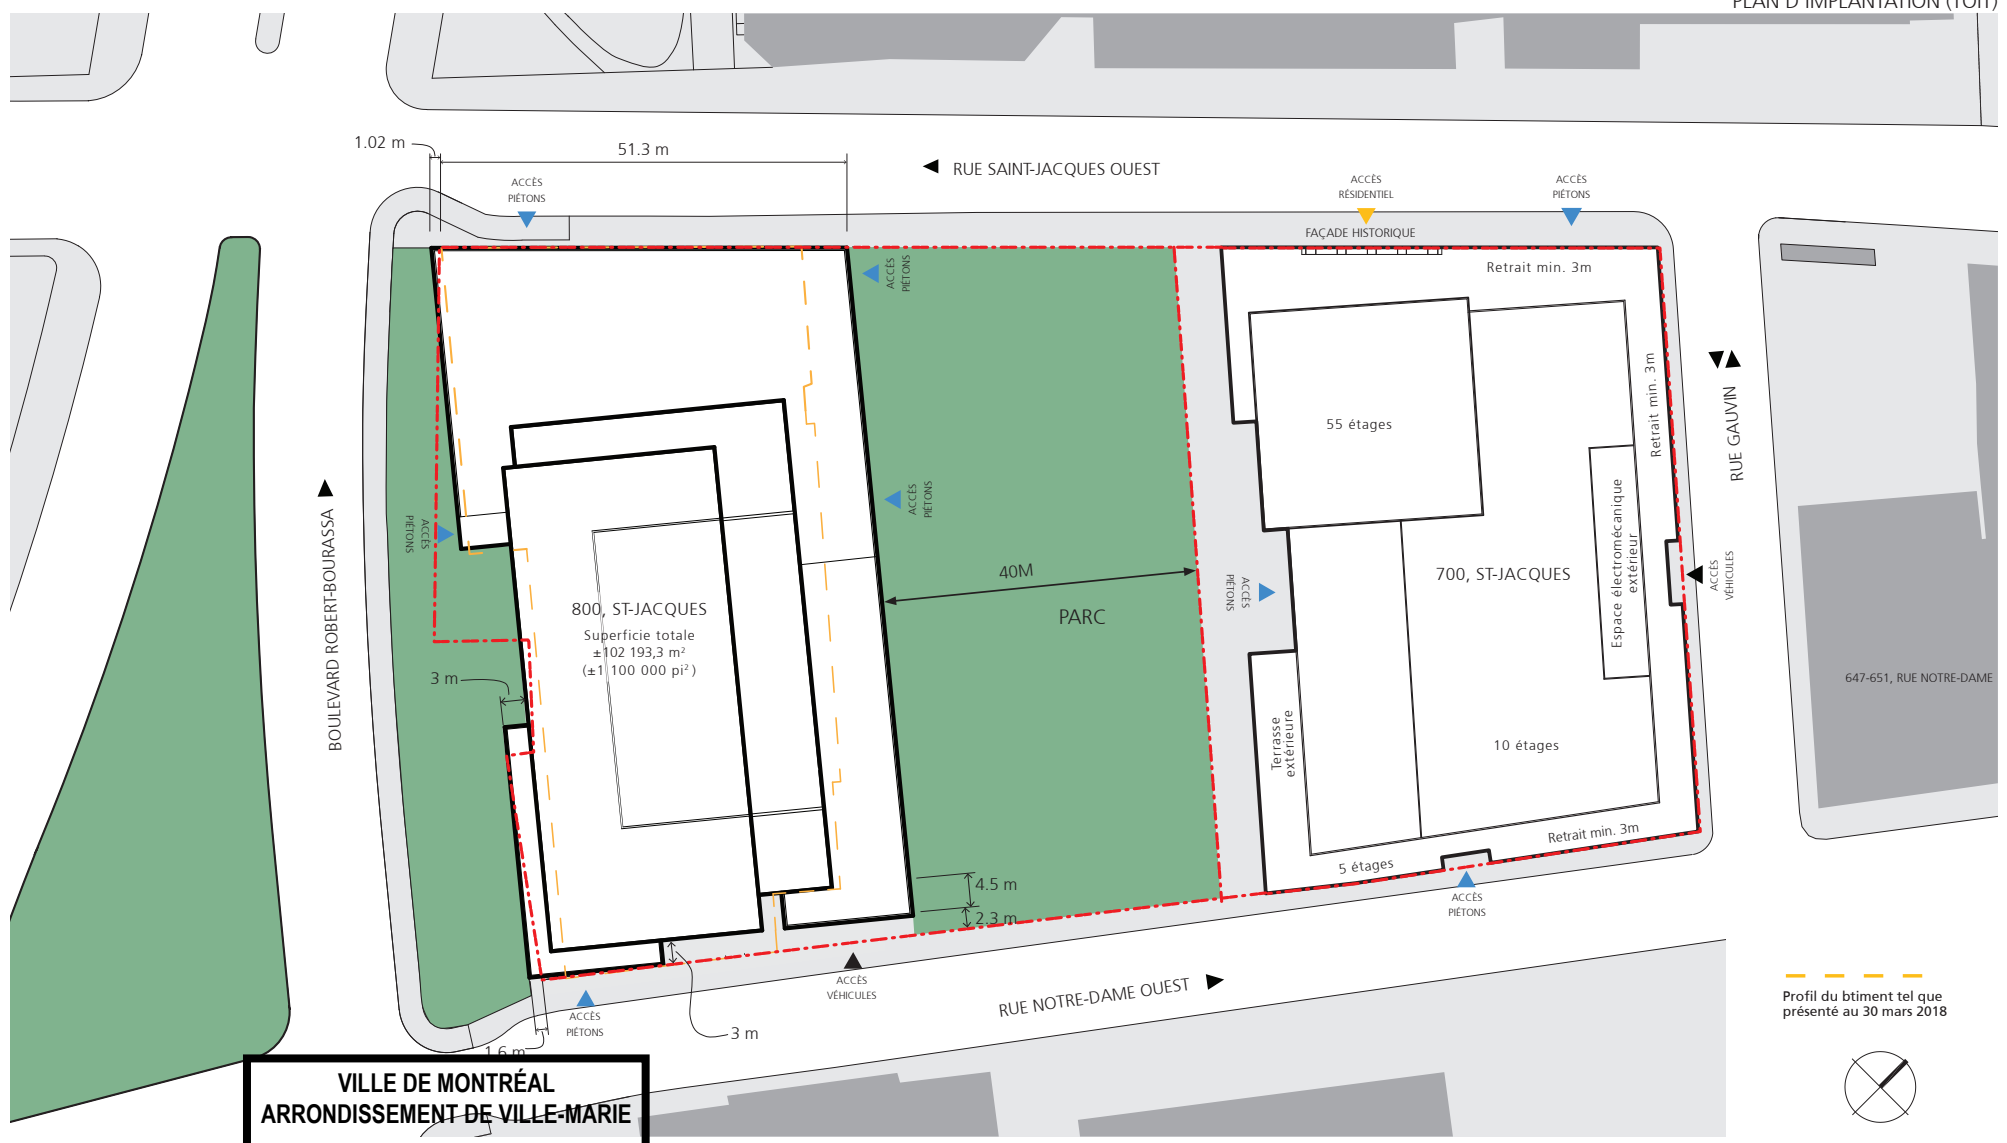 PLAN D'IMPLANTATION (TOIT)
1.02 m
51.3 m
RUE SAINT-JACQUES OUEST
ACCÈS
PIÉTONS
ACCÈS
RÉSIDENTIEL
ACCÈS
PIÉTONS
FAÇADE HISTORIQUE
Retrait min. 3m
ACCÈS
PIÉTONS
Retrait min. 3m
RUE GAUVIN
55 étages
ACCÈS
PIÉTONS
ACCÈS
PIÉTONS
BOULEVARD ROBERT-BOURASSA
Espace électromécanique
extérieur
40M
700, ST-JACQUES
ACCÈS
VÉHICULES
ACCÈS
PIÉTONS
800, ST-JACQUES
Superficie totale
±102 193,3 m²
(±1 100 000 pi²)
PARC
3 m
647-651, RUE NOTRE-DAME
Terrasse
extérieure
10 étages
Retrait min. 3m
5 étages
4.5 m
2.3 m
ACCÈS
PIÉTONS
ACCÈS
VÉHICULES
RUE NOTRE-DAME OUEST
ACCÈS
PIÉTONS
3 m
1.6 m
Profil du btiment tel que
présenté au 30 mars 2018
VILLE DE MONTRÉAL
ARRONDISSEMENT DE VILLE-MARIE